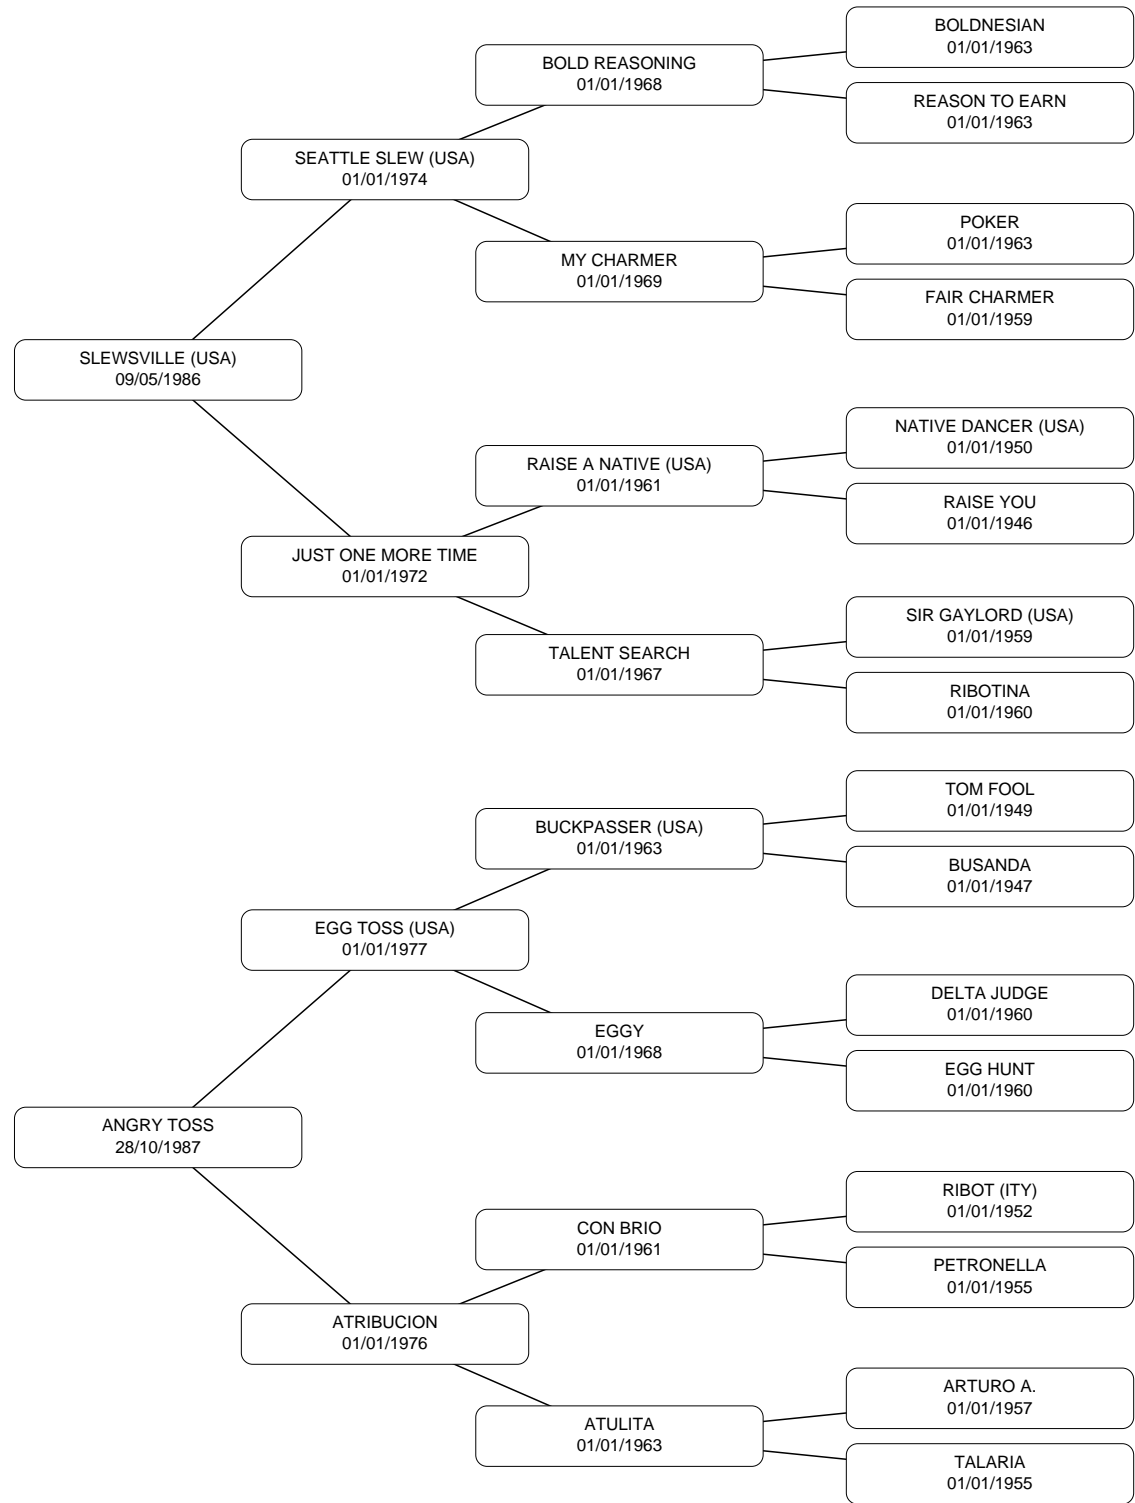 BOLDNESIAN
01/01/1963
BOLD REASONING
01/01/1968
REASON TO EARN
01/01/1963
SEATTLE SLEW (USA)
01/01/1974
POKER
01/01/1963
MY CHARMER
01/01/1969
FAIR CHARMER
01/01/1959
SLEWSVILLE (USA)
09/05/1986
NATIVE DANCER (USA)
01/01/1950
RAISE A NATIVE (USA)
01/01/1961
RAISE YOU
01/01/1946
JUST ONE MORE TIME
01/01/1972
SIR GAYLORD (USA)
01/01/1959
TALENT SEARCH
01/01/1967
RIBOTINA
01/01/1960
TOM FOOL
01/01/1949
BUCKPASSER (USA)
01/01/1963
BUSANDA
01/01/1947
EGG TOSS (USA)
01/01/1977
DELTA JUDGE
01/01/1960
EGGY
01/01/1968
EGG HUNT
01/01/1960
ANGRY TOSS
28/10/1987
RIBOT (ITY)
01/01/1952
CON BRIO
01/01/1961
PETRONELLA
01/01/1955
ATRIBUCION
01/01/1976
ARTURO A.
01/01/1957
ATULITA
01/01/1963
TALARIA
01/01/1955